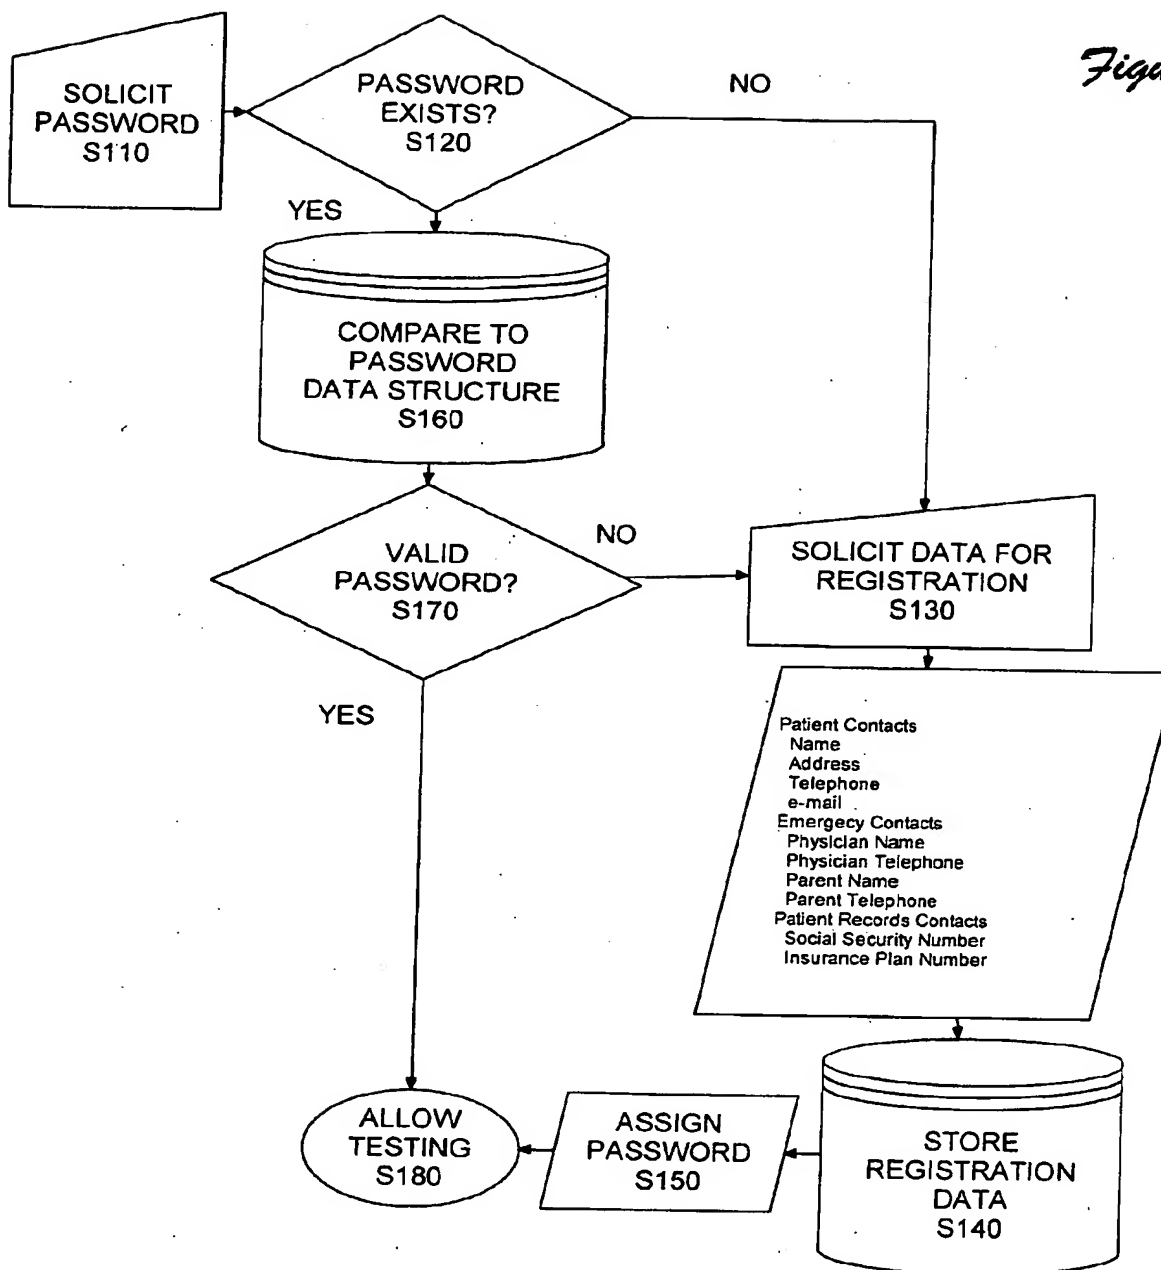 SOLICIT
PASSWORD
S110
PASSWORD
EXISTS?
S120
NO
YES
COMPARE TO
PASSWORD
DATA STRUCTURE
S160
VALID
PASSWORD?
S170
NO
YES
SOLICIT DATA FOR
REGISTRATION
S130
Patient Contacts
Name
Address
Telephone
e-mail
Emergecy Contacts
Physician Name
Physician Telephone
Parent Name
Parent Telephone
Patient Records Contacts
Social Security Number
Insurance Plan Number
STORE
REGISTRATION
DATA
S140
ASSIGN
PASSWORD
S150
ALLOW
TESTING
S180